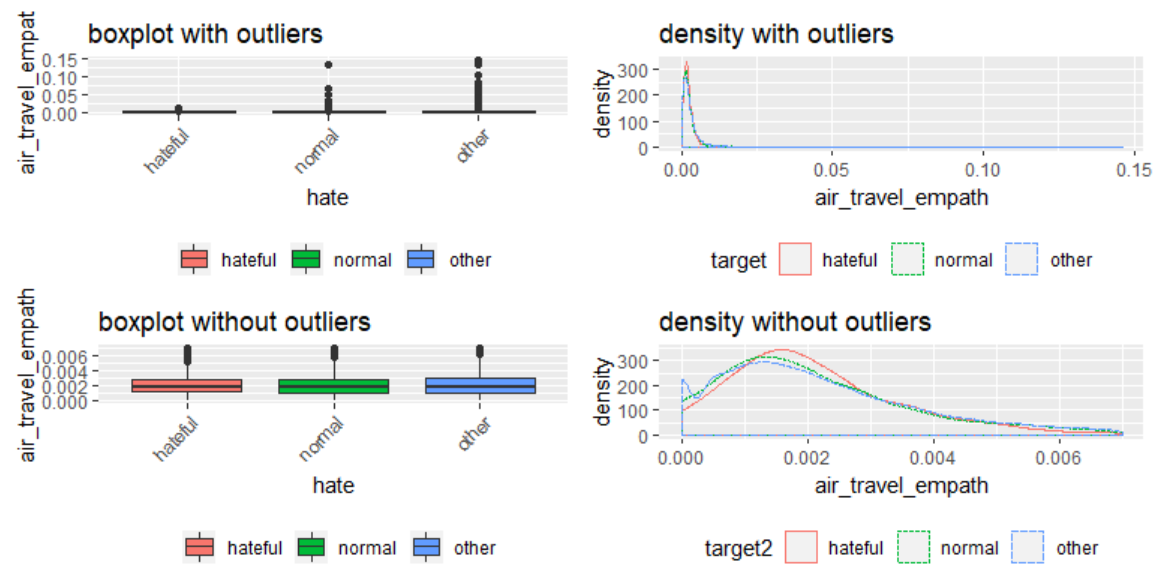 boxplot with outliers
air_travel_empat
0.15
0.10
0.05
0.00
hateful
normal
other
hate
hateful normal other
density with outliers
density
300
200
100
0
0.00 0.05 0.10 0.15
air_travel_empath
target hateful normal other
boxplot without outliers
air_travel_empath
0.006
0.004
0.002
0.000
hateful
normal
other
hate
hateful normal other
density without outliers
density
300
200
100
0
0.000 0.002 0.004 0.006
air_travel_empath
target2 hateful normal other